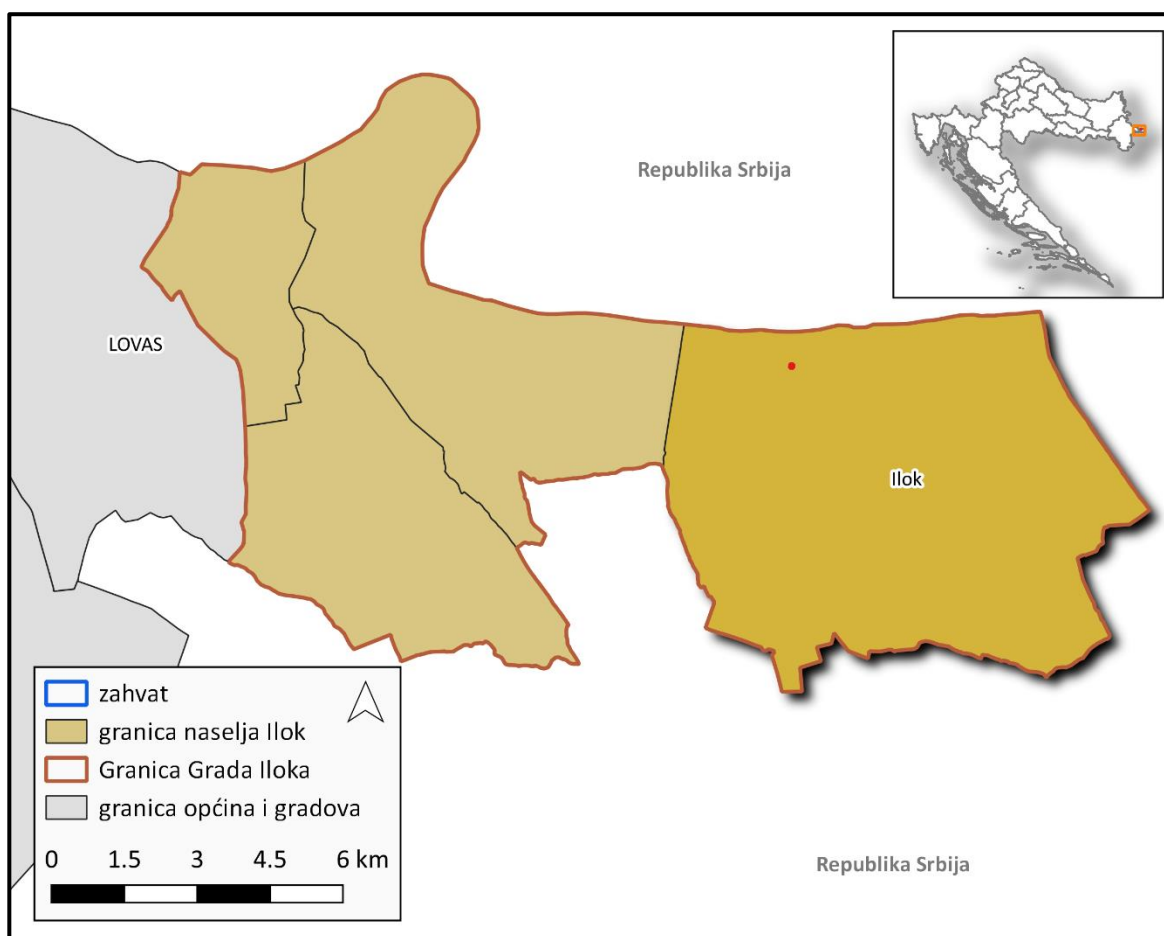 Republika Srbija
LOVAS
Ilok
zahvat
granica naselja Ilok
Granica Grada Iloka
granica općina i gradova
0 1.5 3 4.5 6 km
Republika Srbija